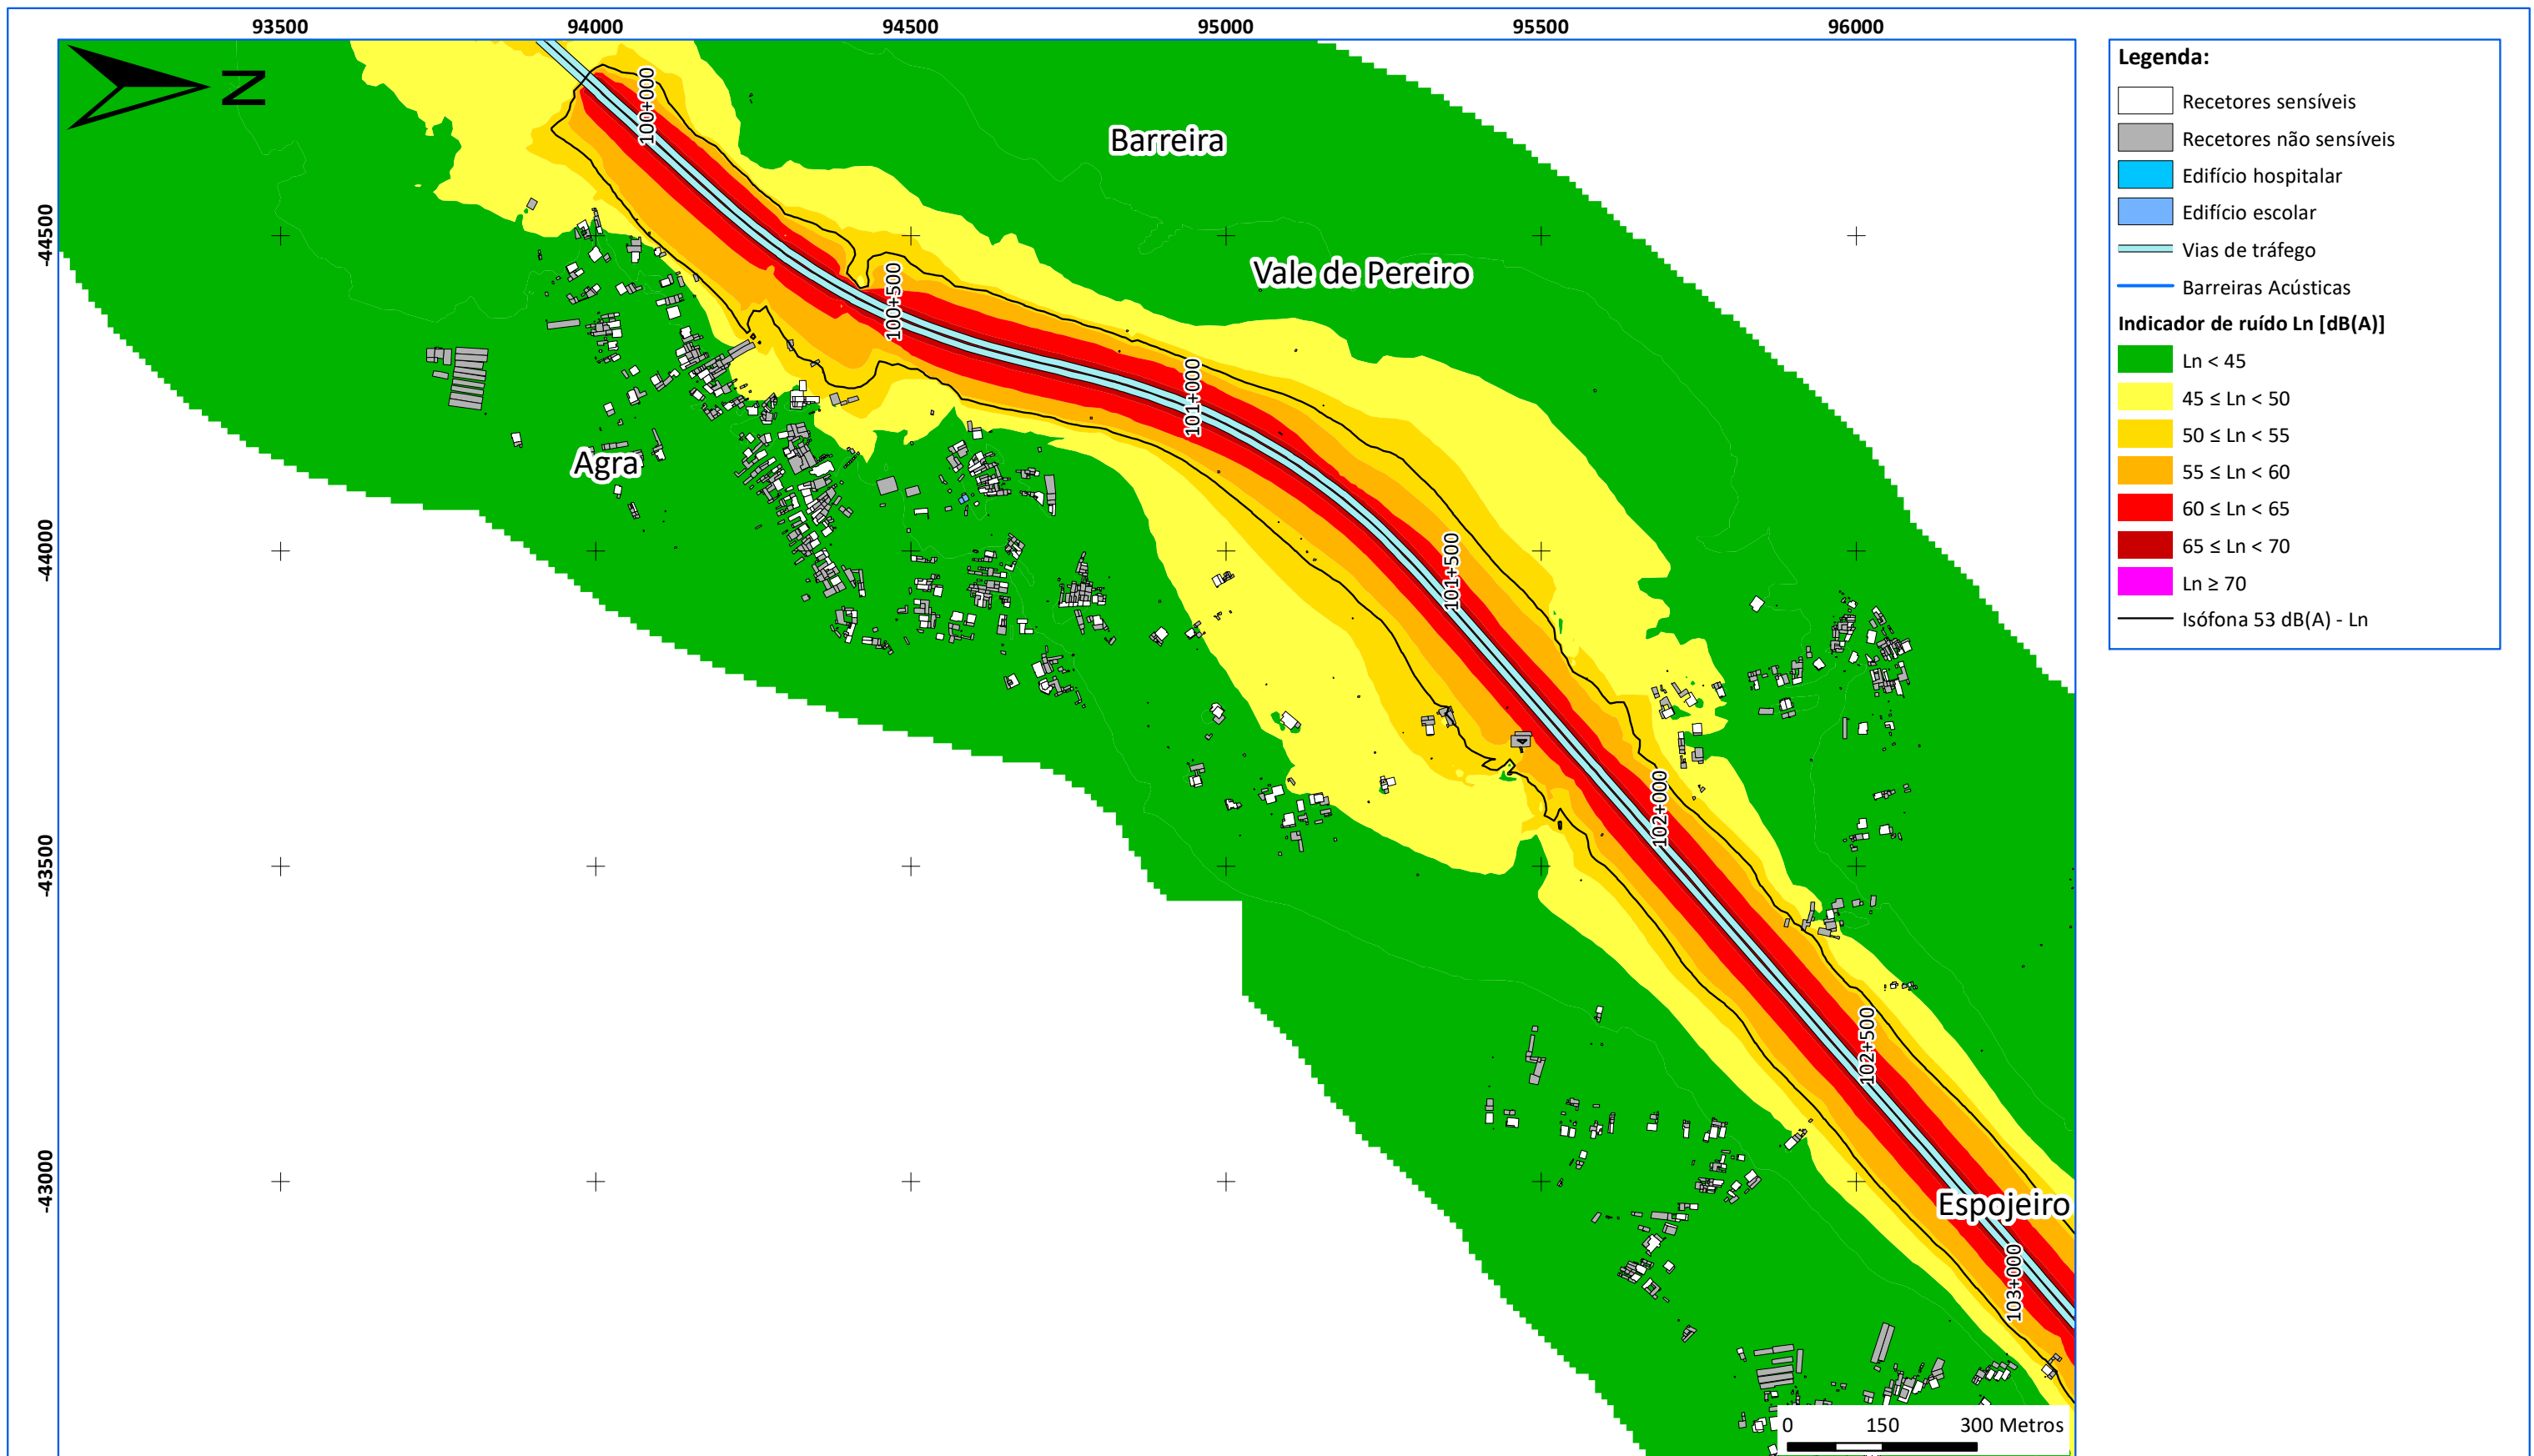 93500 94000 94500 95000 95500 96000
N
-44500
-44000
-43500
-43000
100+000
100+500
101+000
101+500
102+000
102+500
103+000
Barreira
Vale de Pereiro
Agra
Espojeiro
0 150 300 Metros
Legenda:
Recetores sensíveis
Recetores não sensíveis
Edifício hospitalar
Edifício escolar
Vias de tráfego
Barreiras Acústicas
Indicador de ruído Ln [dB(A)]
Ln < 45
45 ≤ Ln < 50
50 ≤ Ln < 55
55 ≤ Ln < 60
60 ≤ Ln < 65
65 ≤ Ln < 70
Ln ≥ 70
Isófona 53 dB(A) - Ln